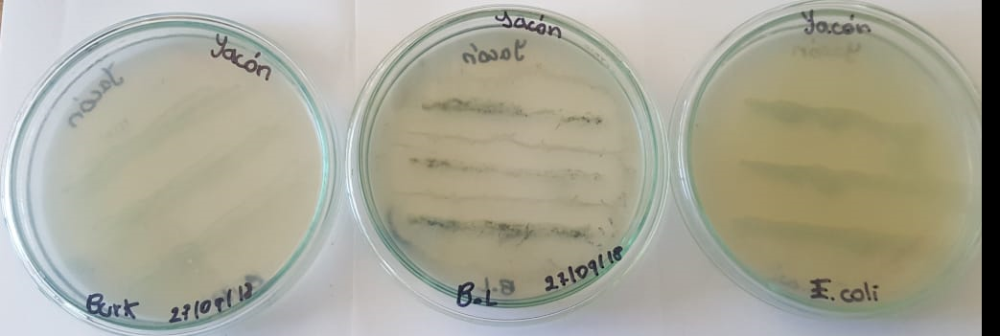 Yacón
Burk 27/09/18
Yacón
B.L 27/09/18
Yacón
E. coli